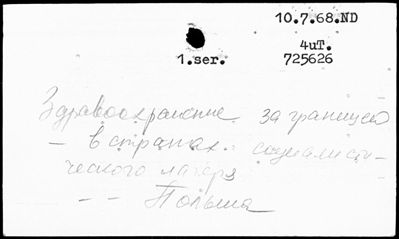 10.7.68.ND
4uT.
1.ser. 725626
Здравоохранение за границей
— в странах социалисти-
ческого лагеря
— — Польша